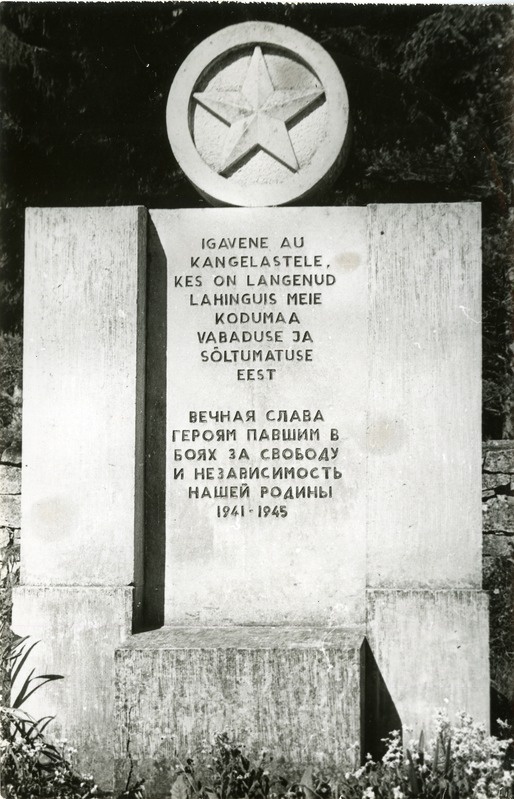 IGAVENE AU
KANGELASTELE,
KES ON LANGENUD
LAHINGUIS MEIE
KODUMAA
VABADUSE JA
SÕLTUMATUSE
EEST
ВЕЧНАЯ СЛАВА
ГЕРОЯМ ПАВШИМ В
БОЯХ ЗА СВОБОДУ
И НЕЗАВИСИМОСТЬ
НАШЕЙ РОДИНЫ
1941-1945